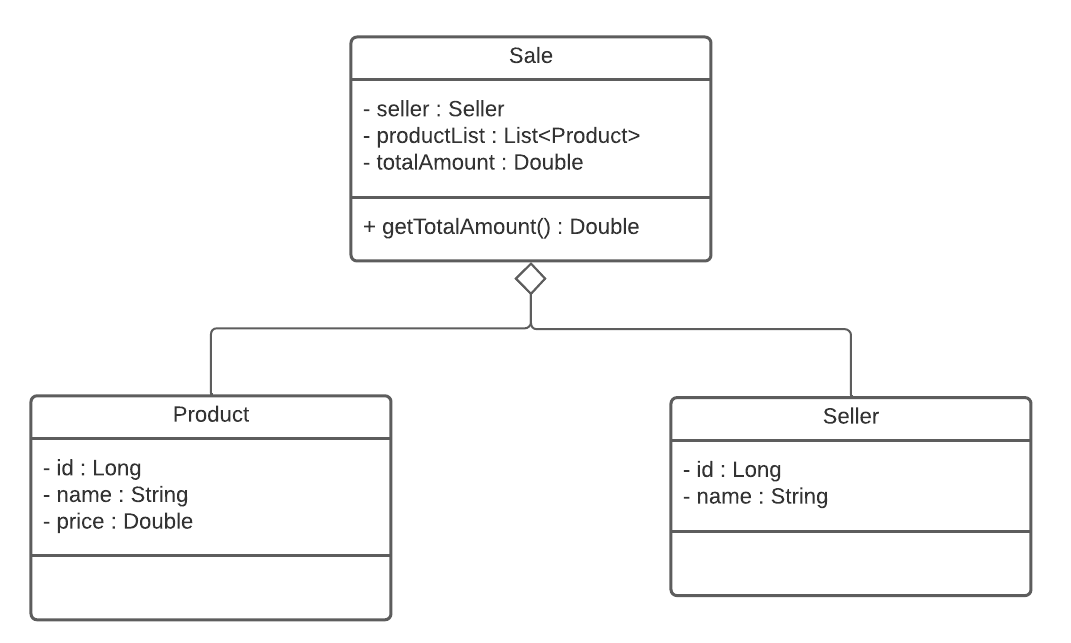 Sale
- seller : Seller
- productList : List<Product>
- totalAmount : Double
+ getTotalAmount() : Double
Product
- id : Long
- name : String
- price : Double
Seller
- id : Long
- name : String